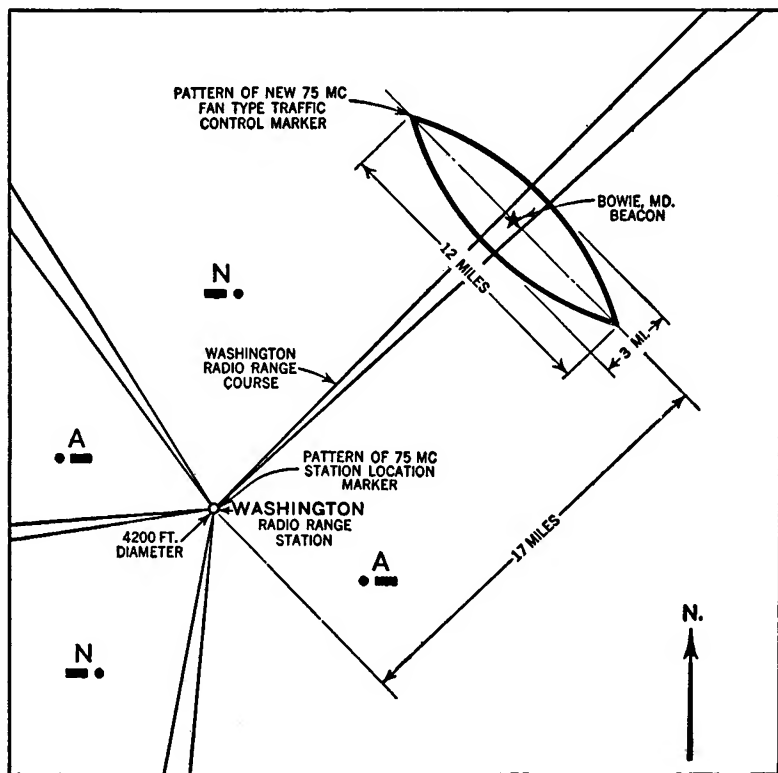 PATTERN OF NEW 75 MC
FAN TYPE TRAFFIC
CONTROL MARKER
BOWIE, MD.
BEACON
12 MILES
3 MI.
N
WASHINGTON
RADIO RANGE
COURSE
A
PATTERN OF 75 MC
STATION LOCATION
MARKER
WASHINGTON
RADIO RANGE
STATION
4200 FT.
DIAMETER
17 MILES
A
N
N.